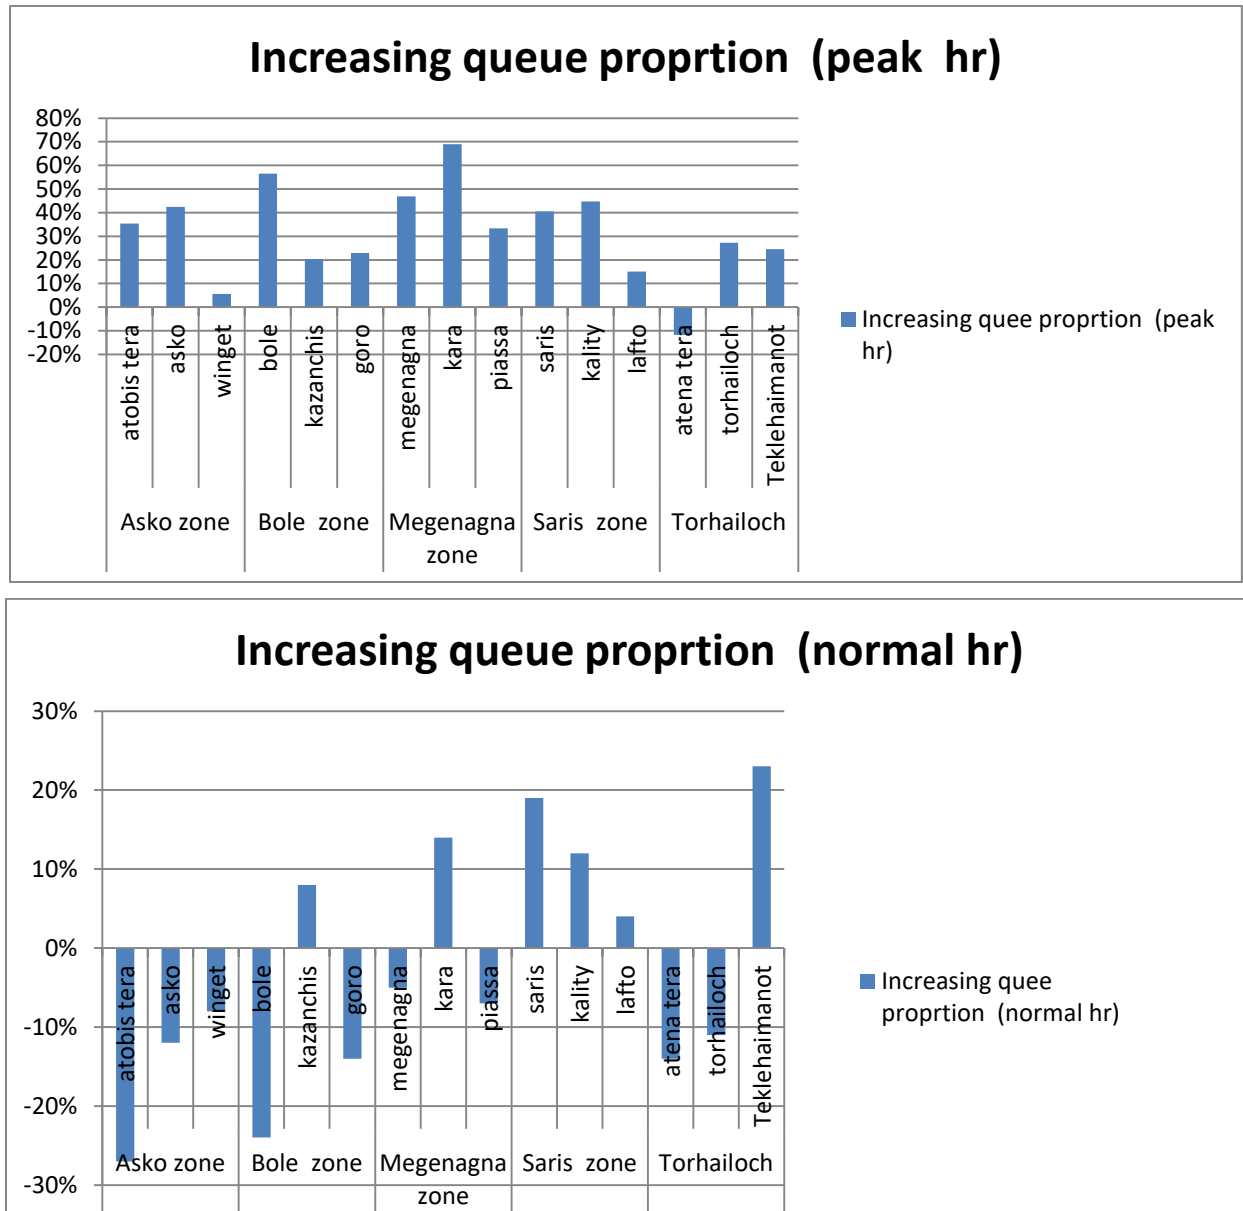 Increasing queue proprtion (peak hr)
80%
70%
60%
50%
40%
30%
20%
10%
0%
-10%
-20%
atobis tera
asko
winget
bole
kazanchis
goro
megenagna
kara
piassa
saris
kality
lafto
atena tera
torhailoch
Teklehaimanot
Asko zone
Bole zone
Megenagna
zone
Saris zone
Torhailoch
Increasing quee proprtion (peak
hr)
Increasing queue proprtion (normal hr)
30%
20%
10%
0%
-10%
-20%
-30%
atobis tera
asko
winget
bole
kazanchis
goro
megenagna
kara
piassa
saris
kality
lafto
atena tera
torhailoch
Teklehaimanot
Asko zone
Bole zone
Megenagna
zone
Saris zone
Torhailoch
Increasing quee
proprtion (normal hr)